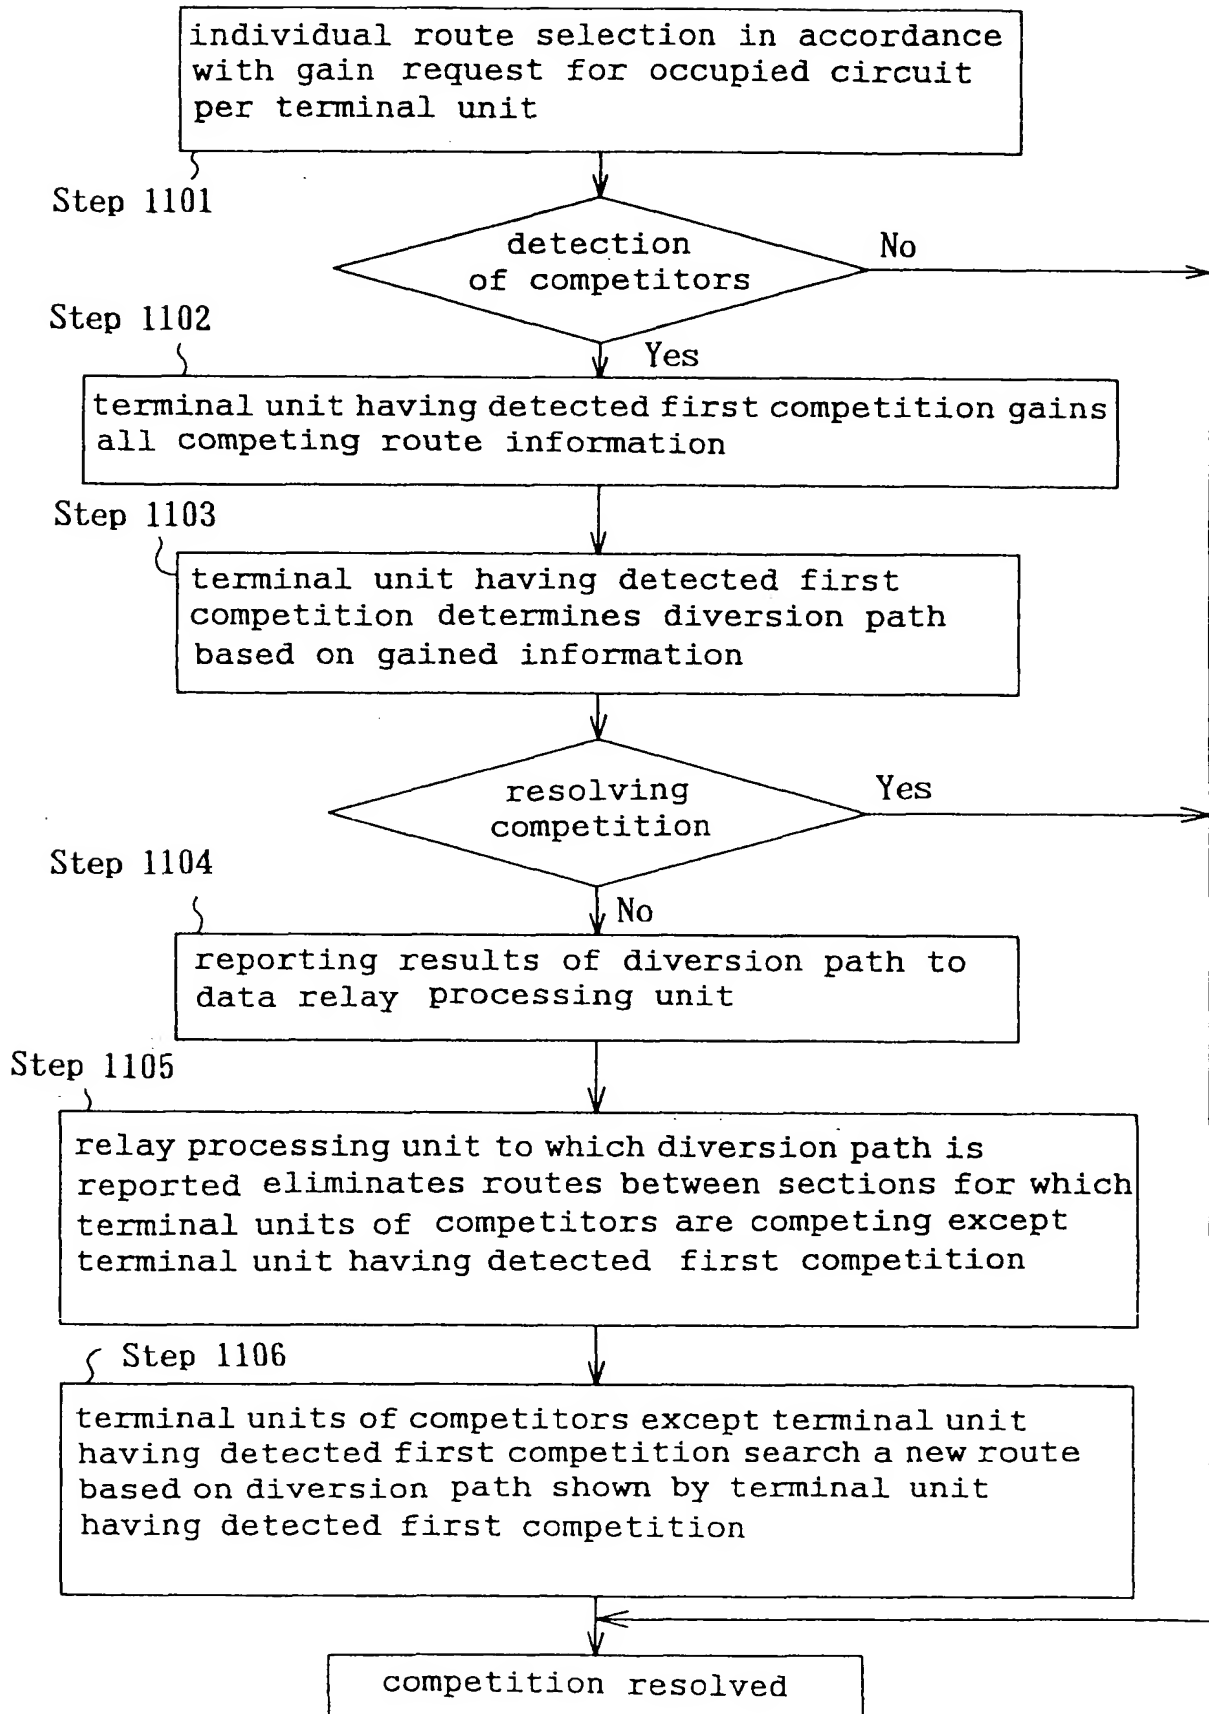 individual route selection in accordance
with gain request for occupied circuit
per terminal unit
Step 1101
detection
of competitors
No
Step 1102
Yes
terminal unit having detected first competition gains
all competing route information
Step 1103
terminal unit having detected first
competition determines diversion path
based on gained information
resolving
competition
Yes
Step 1104
No
reporting results of diversion path to
data relay processing unit
Step 1105
relay processing unit to which diversion path is
reported eliminates routes between sections for which
terminal units of competitors are competing except
terminal unit having detected first competition
Step 1106
terminal units of competitors except terminal unit
having detected first competition search a new route
based on diversion path shown by terminal unit
having detected first competition
competition resolved